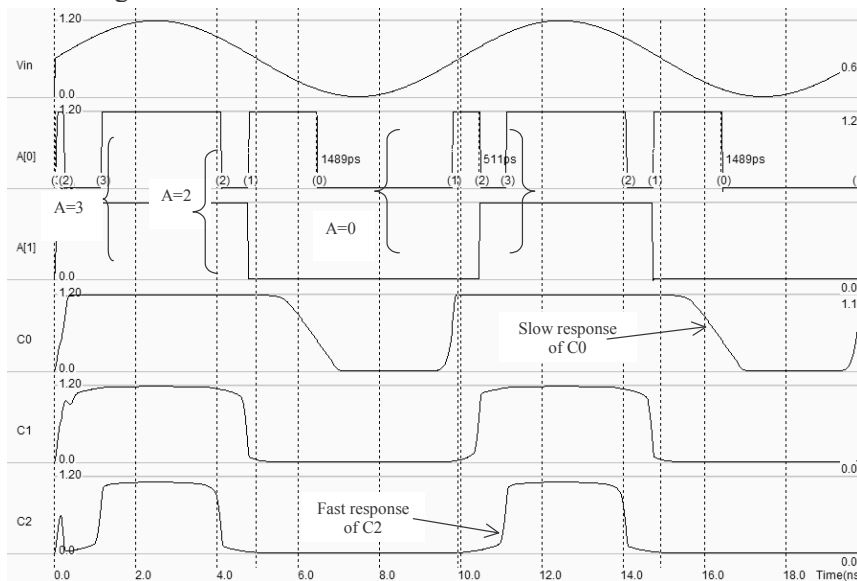 1.20
Vin
0.6
0.0
1.20
1.2
A[0]
1489ps
511ps
1489ps
(2)
(3)
(2)
(1)
(0)
(1)
(2)
(3)
(2)
(1)
(0)
A=3
A=2
A=0
A[1]
0.0
0.0
1.20
1.1
C0
Slow response
of C0
0.0
1.20
C1
0.0
0.0
1.20
C2
Fast response
of C2
0.0
0.0
0.0
2.0
4.0
6.0
8.0
10.0
12.0
14.0
16.0
18.0
Time(ns